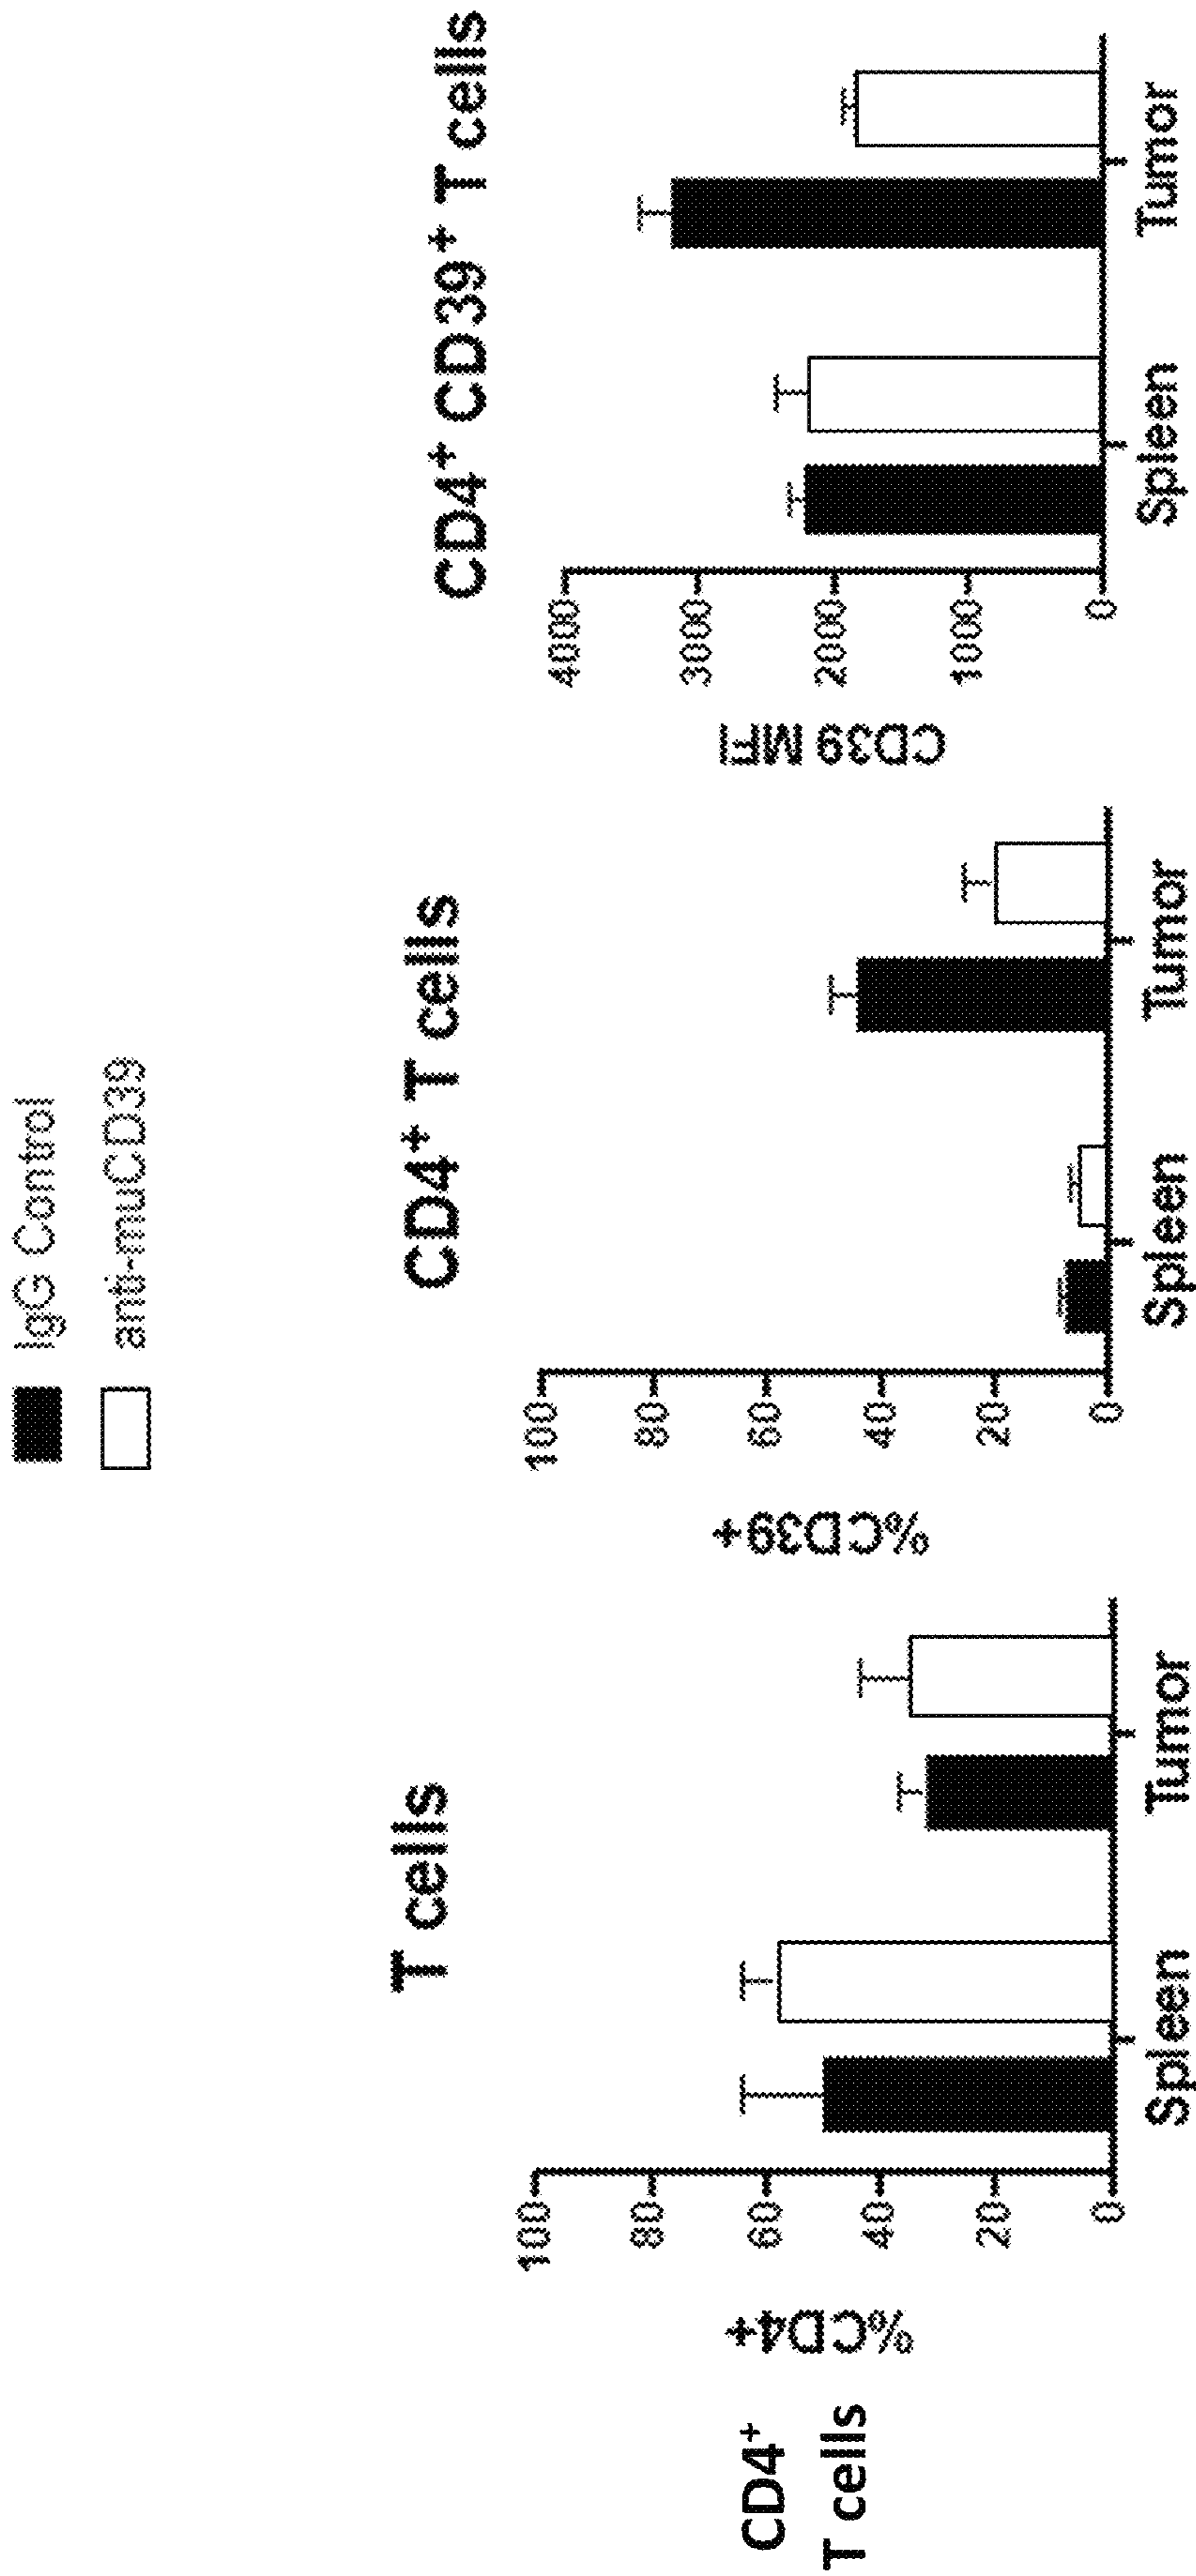 IgG Control
anti-muCD39
T cells
CD4⁺ T cells
CD4⁺ CD39⁺ T cells
CD4⁺
T cells
%CD4+
100
80
60
40
20
0
Spleen
Tumor
%CD39+
100
80
60
40
20
0
Spleen
Tumor
CD39 MFI
4000
3000
2000
1000
0
Spleen
Tumor